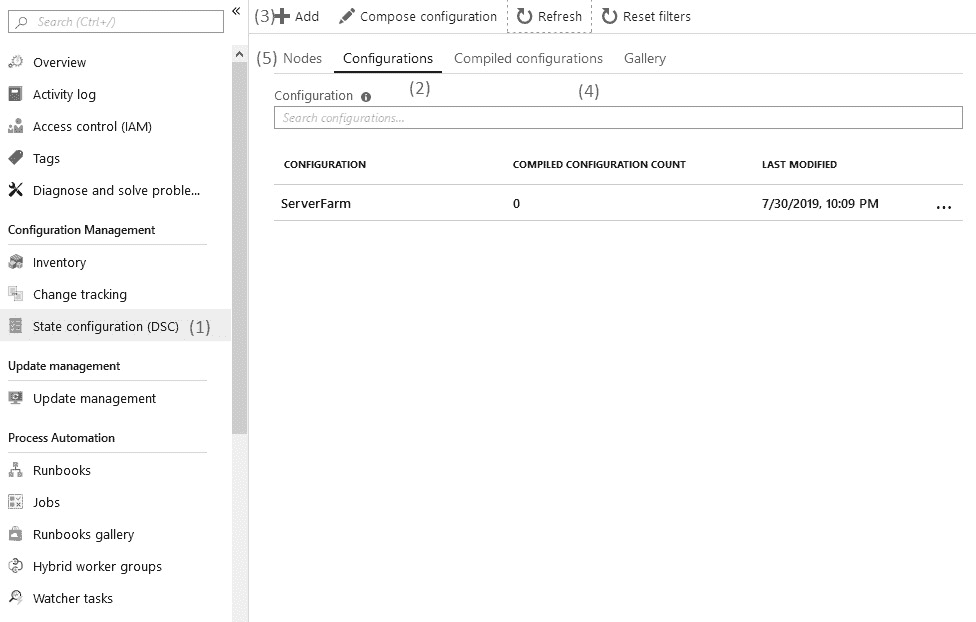 Search (Ctrl+/)
«
Overview
Activity log
Access control (IAM)
Tags
Diagnose and solve proble...
Configuration Management
Inventory
Change tracking
State configuration (DSC) (1)
Update management
Update management
Process Automation
Runbooks
Jobs
Runbooks gallery
Hybrid worker groups
Watcher tasks
(3) Add Compose configuration Refresh Reset filters
(5) Nodes Configurations Compiled configurations Gallery
(2) (4)
Configuration
Search configurations...
CONFIGURATION COMPILED CONFIGURATION COUNT LAST MODIFIED
ServerFarm 0 7/30/2019, 10:09 PM ...